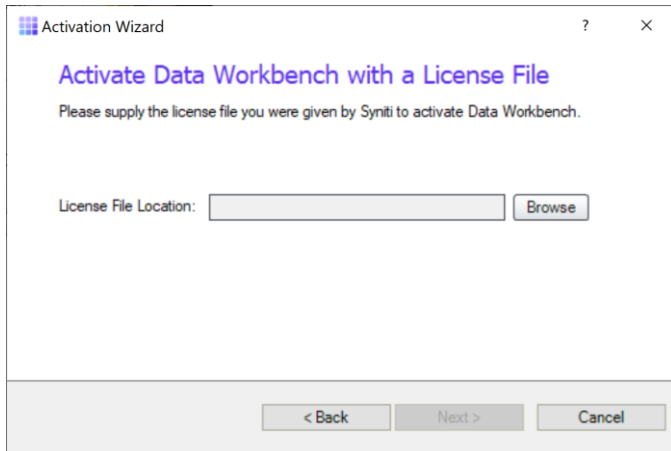 Activation Wizard ? ×
Activate Data Workbench with a License File
Please supply the license file you were given by Syniti to activate Data Workbench.
License File Location: Browse
< Back Next > Cancel